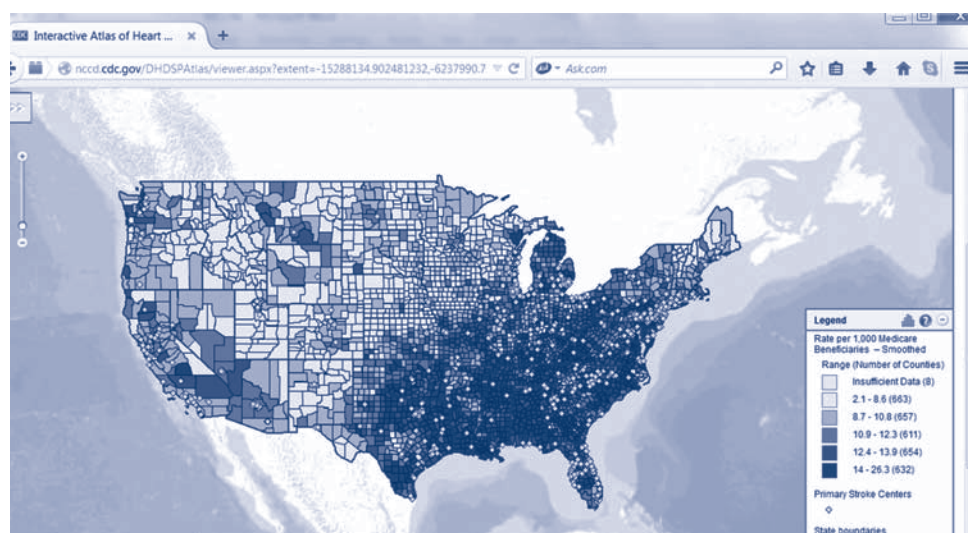 CDC Interactive Atlas of Heart ... × +
nccd.cdc.gov/DHDSPAtlas/viewer.aspx?extent=-15288134.902481232,-6237990.7
Ask.com
>>
Legend
Rate per 1,000 Medicare
Beneficiaries – Smoothed
Range (Number of Counties)
Insufficient Data (8)
2.1 - 8.6 (663)
8.7 - 10.8 (657)
10.9 - 12.3 (611)
12.4 - 13.9 (654)
14 - 26.3 (632)
Primary Stroke Centers
State boundaries